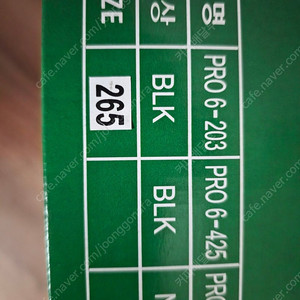 명 PRO 6-203 PRO 6-425 PRO
상 BLK BLK
ZE 265
cafe.naver.com/joonggonara